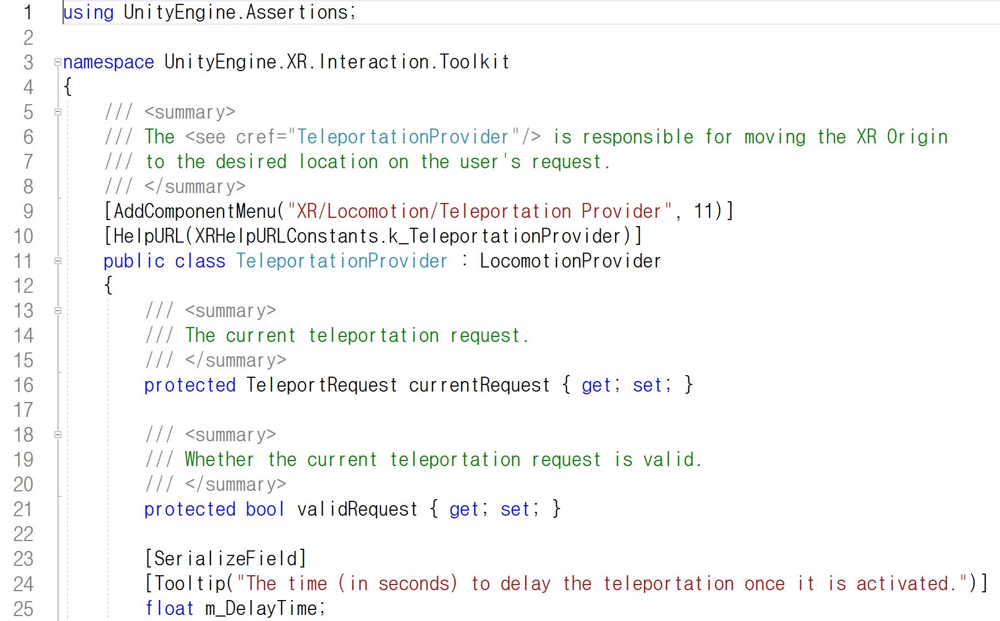 1 using UnityEngine.Assertions;
2
3 namespace UnityEngine.XR.Interaction.Toolkit
4 {
5 /// <summary>
6 /// The <see cref="TeleportationProvider"/> is responsible for moving the XR Origin
7 /// to the desired location on the user's request.
8 /// </summary>
9 [AddComponentMenu("XR/Locomotion/Teleportation Provider", 11)]
10 [HelpURL(XRHelpURLConstants.k_TeleportationProvider)]
11 public class TeleportationProvider : LocomotionProvider
12 {
13 /// <summary>
14 /// The current teleportation request.
15 /// </summary>
16 protected TeleportRequest currentRequest { get; set; }
17
18 /// <summary>
19 /// Whether the current teleportation request is valid.
20 /// </summary>
21 protected bool validRequest { get; set; }
22
23 [SerializeField]
24 [Tooltip("The time (in seconds) to delay the teleportation once it is activated.")]
25 float m_DelayTime;